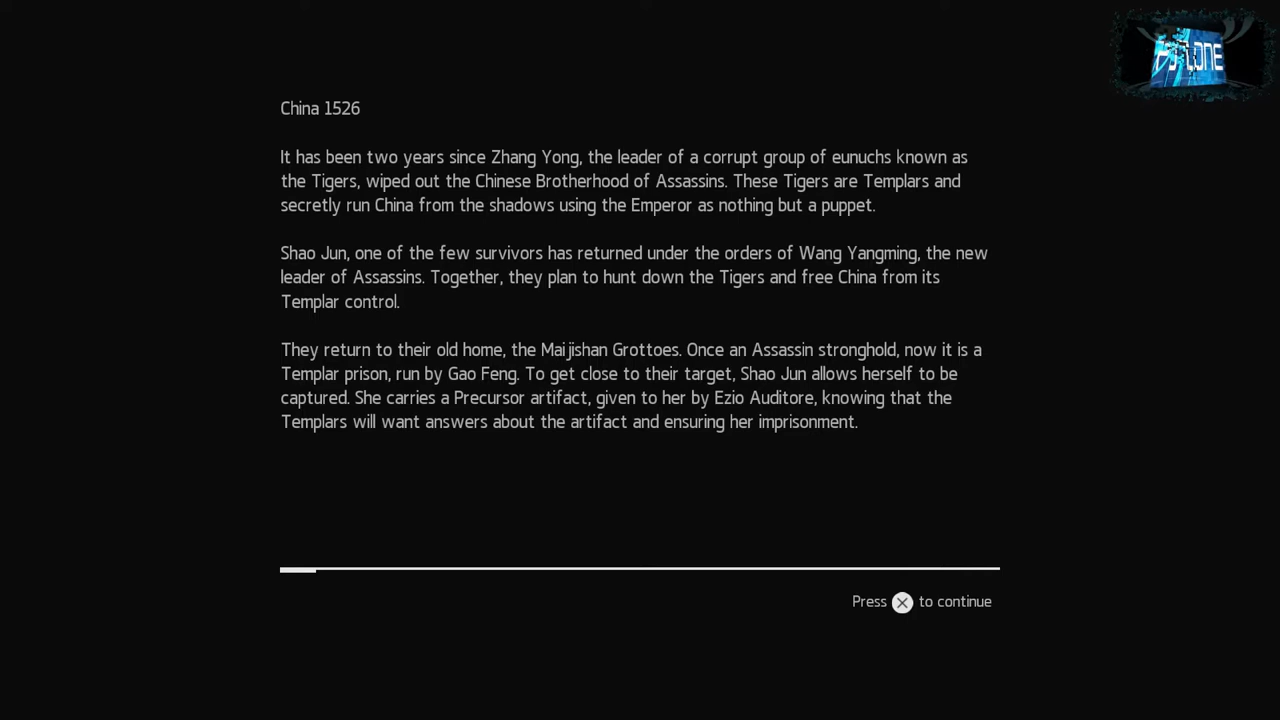 China 1526
It has been two years since Zhang Yong, the leader of a corrupt group of eunuchs known as
the Tigers, wiped out the Chinese Brotherhood of Assassins. These Tigers are Templars and
secretly run China from the shadows using the Emperor as nothing but a puppet.
Shao Jun, one of the few survivors has returned under the orders of Wang Yangming, the new
leader of Assassins. Together, they plan to hunt down the Tigers and free China from its
Templar control.
They return to their old home, the Maijishan Grottoes. Once an Assassin stronghold, now it is a
Templar prison, run by Gao Feng. To get close to their target, Shao Jun allows herself to be
captured. She carries a Precursor artifact, given to her by Ezio Auditore, knowing that the
Templars will want answers about the artifact and ensuring her imprisonment.
Press to continue